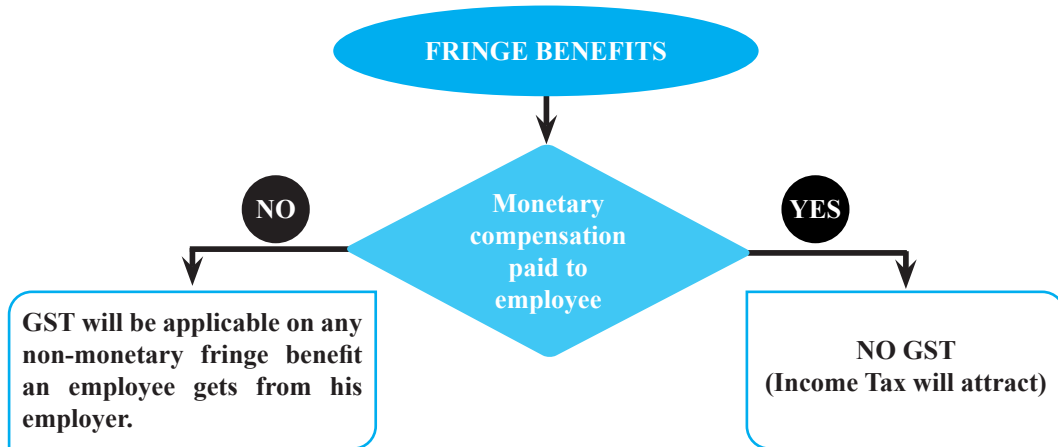 FRINGE BENEFITS
Monetary
compensation
paid to
employee
NO
YES
GST will be applicable on any
non-monetary fringe benefit
an employee gets from his
employer.
NO GST
(Income Tax will attract)